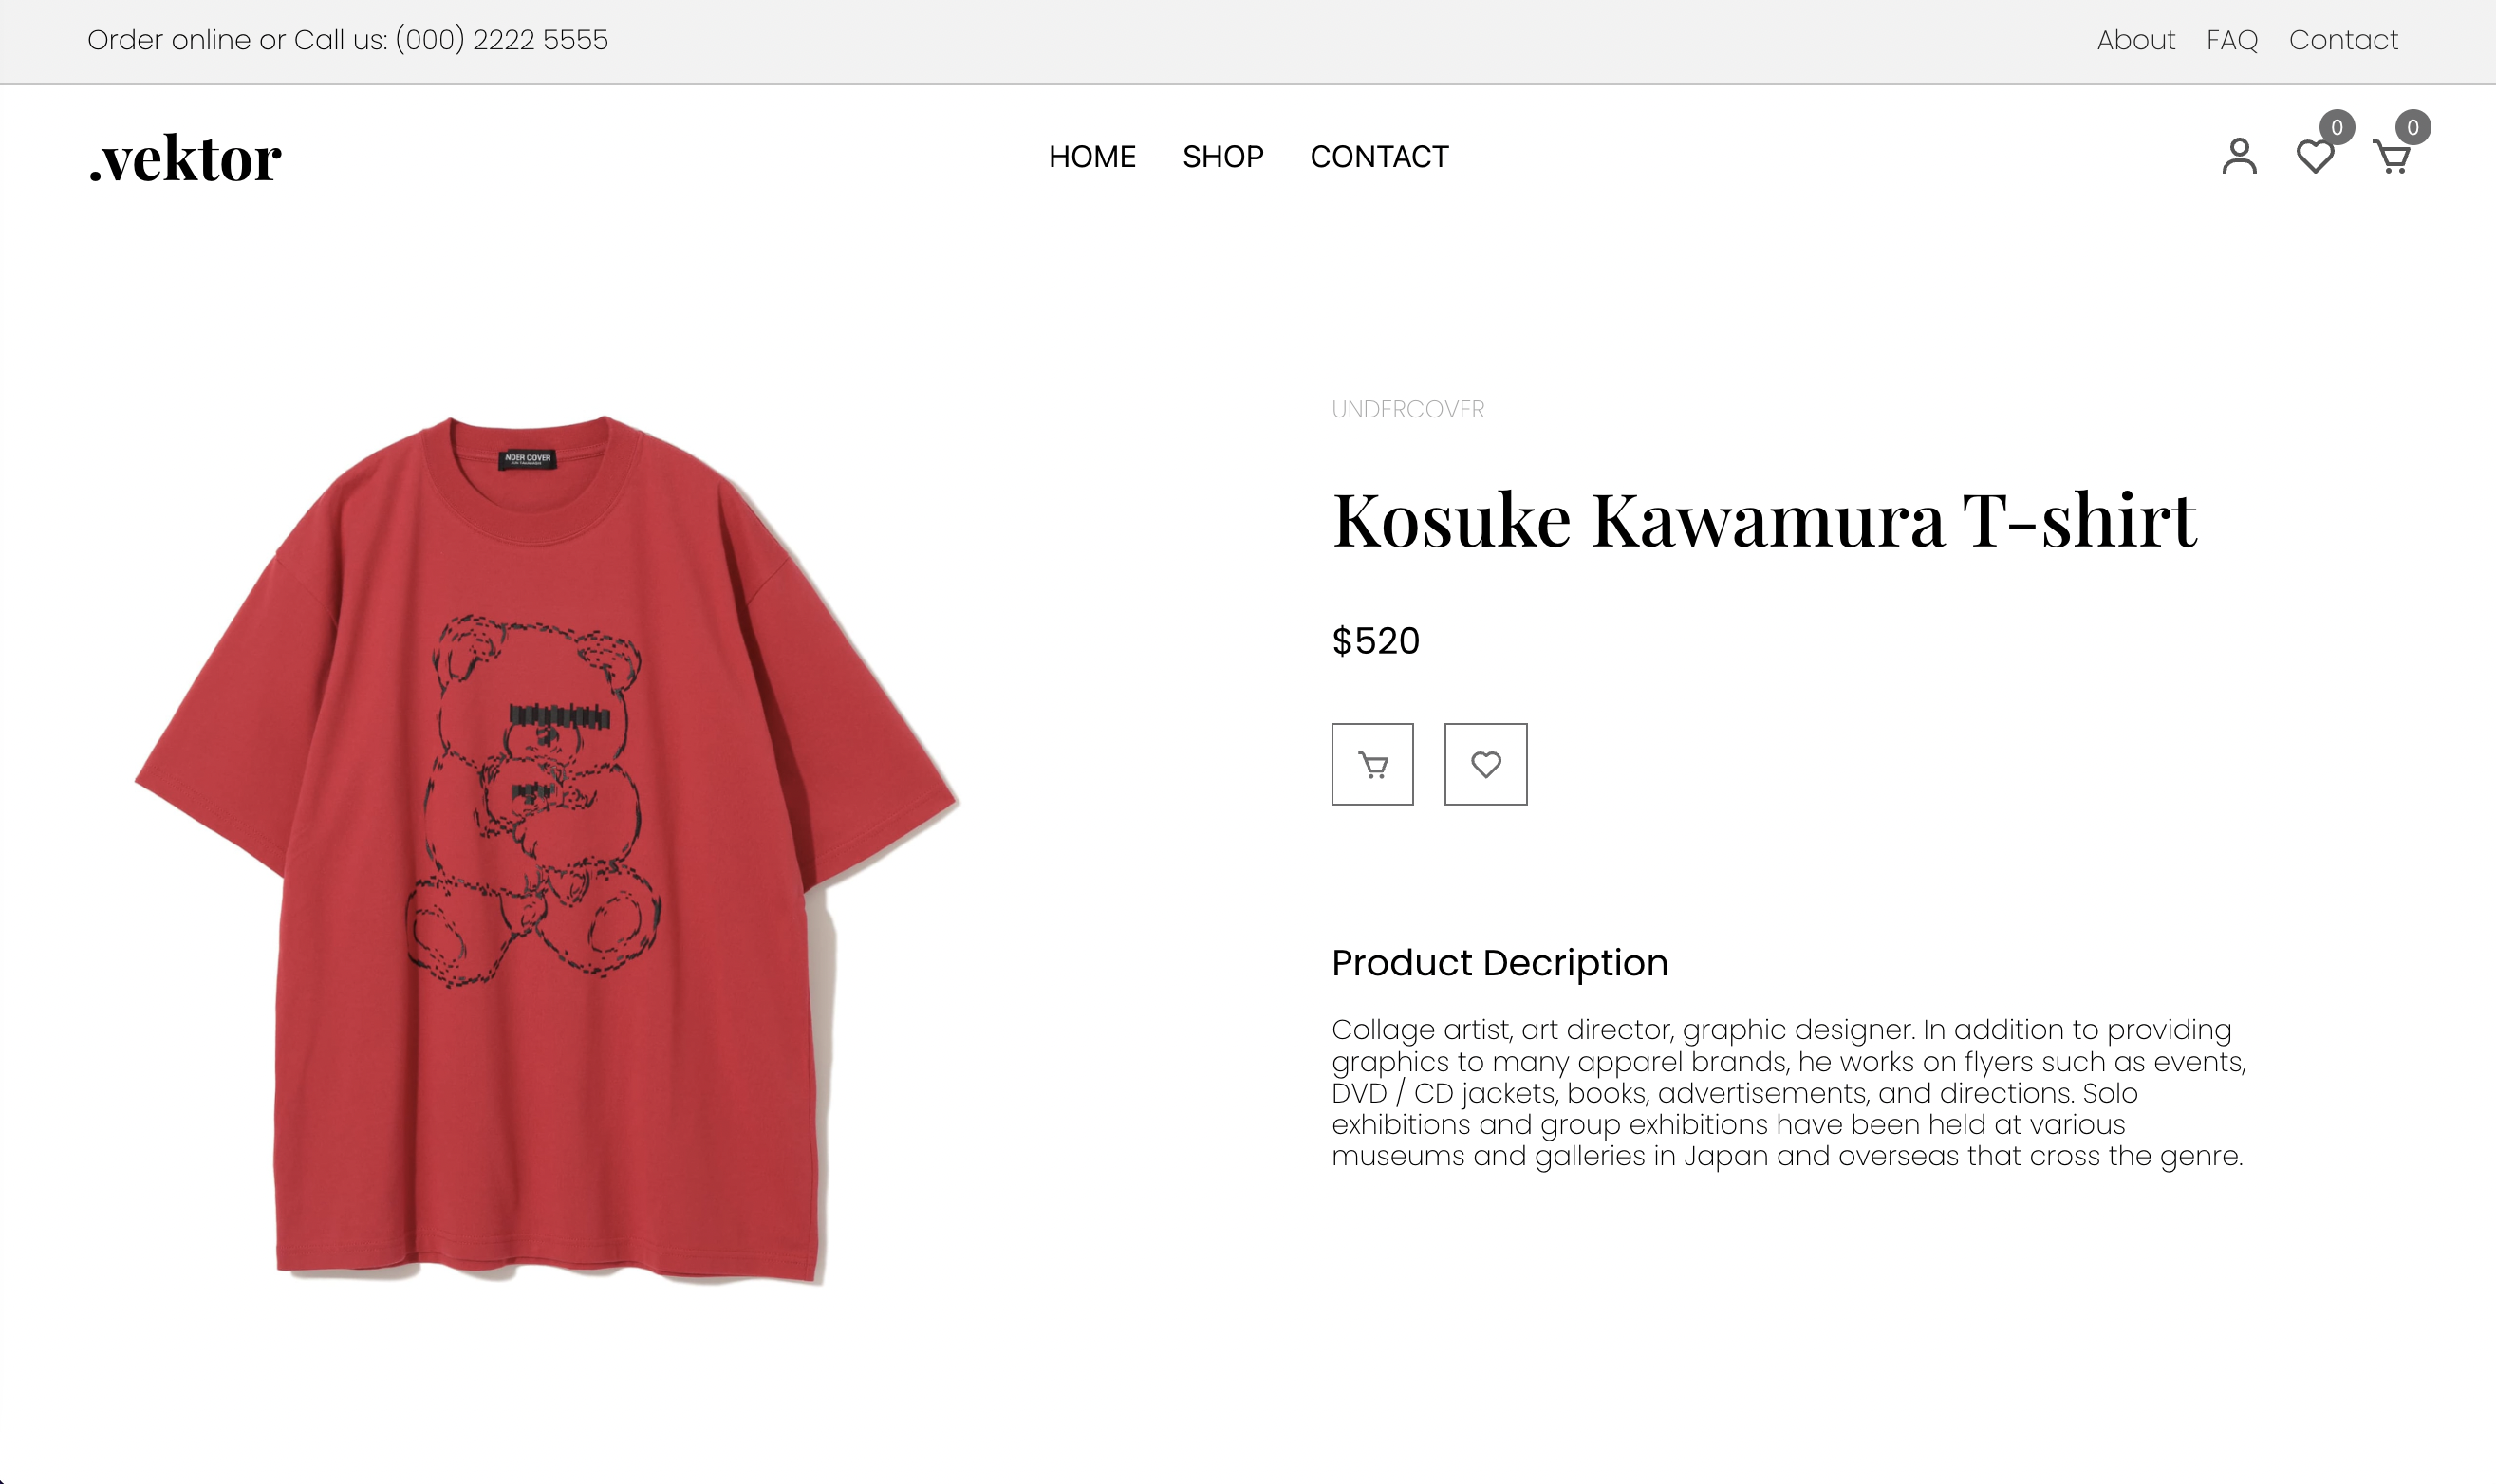 Order online or Call us: (000) 2222 5555
About FAQ Contact
.vektor
HOME SHOP CONTACT
0 0
NDER COVER
UNDERCOVER
Kosuke Kawamura T-shirt
$520
Product Decription
Collage artist, art director, graphic designer. In addition to providing
graphics to many apparel brands, he works on flyers such as events,
DVD / CD jackets, books, advertisements, and directions. Solo
exhibitions and group exhibitions have been held at various
museums and galleries in Japan and overseas that cross the genre.